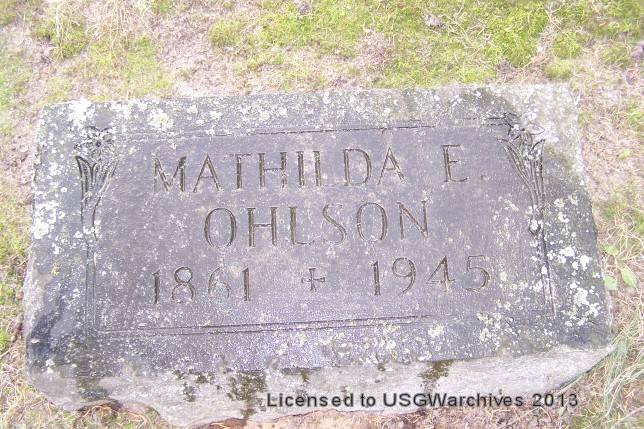 MATHILDA E.
OHLSON
1861 + 1945
Licensed to USGWarchives 2013